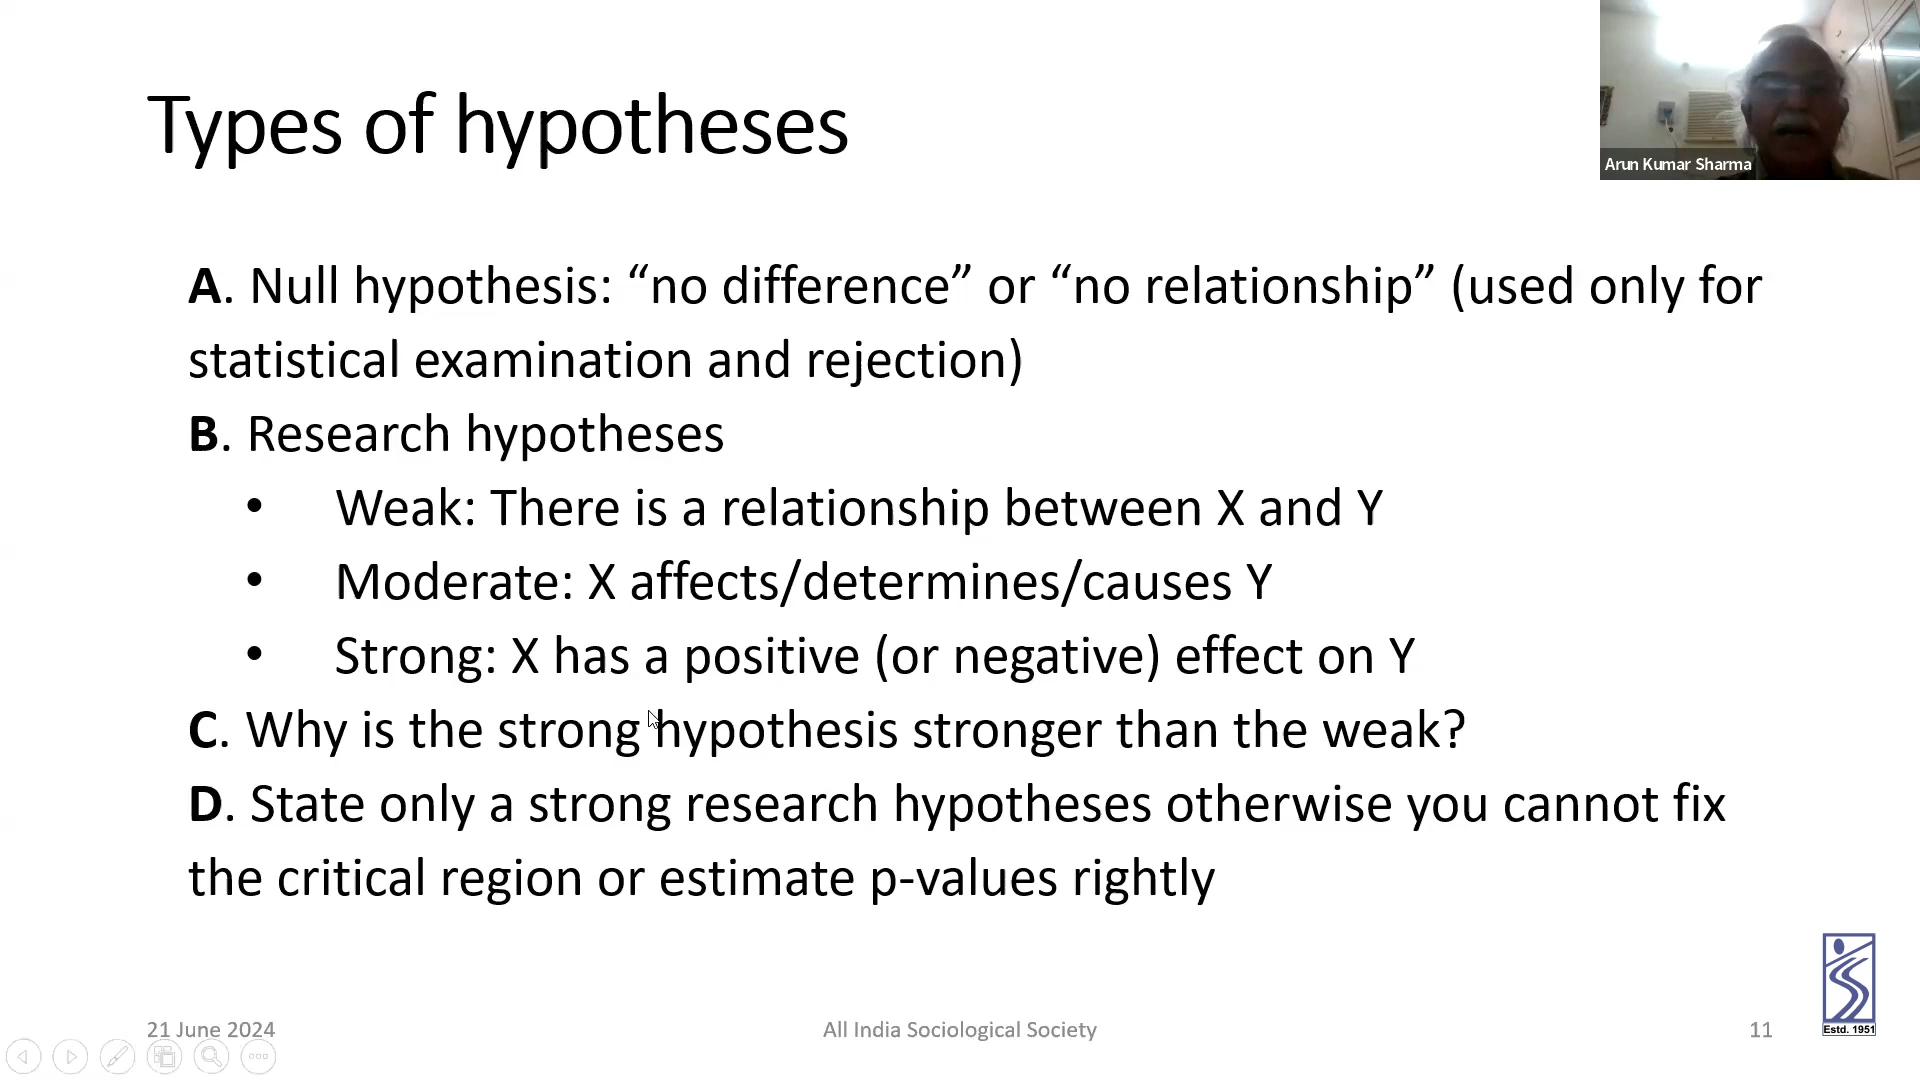 Types of hypotheses
Arun Kumar Sharma
A. Null hypothesis: “no difference” or “no relationship” (used only for
statistical examination and rejection)
B. Research hypotheses
• Weak: There is a relationship between X and Y
• Moderate: X affects/determines/causes Y
• Strong: X has a positive (or negative) effect on Y
C. Why is the strong hypothesis stronger than the weak?
D. State only a strong research hypotheses otherwise you cannot fix
the critical region or estimate p-values rightly
21 June 2024
All India Sociological Society
11
Estd. 1951